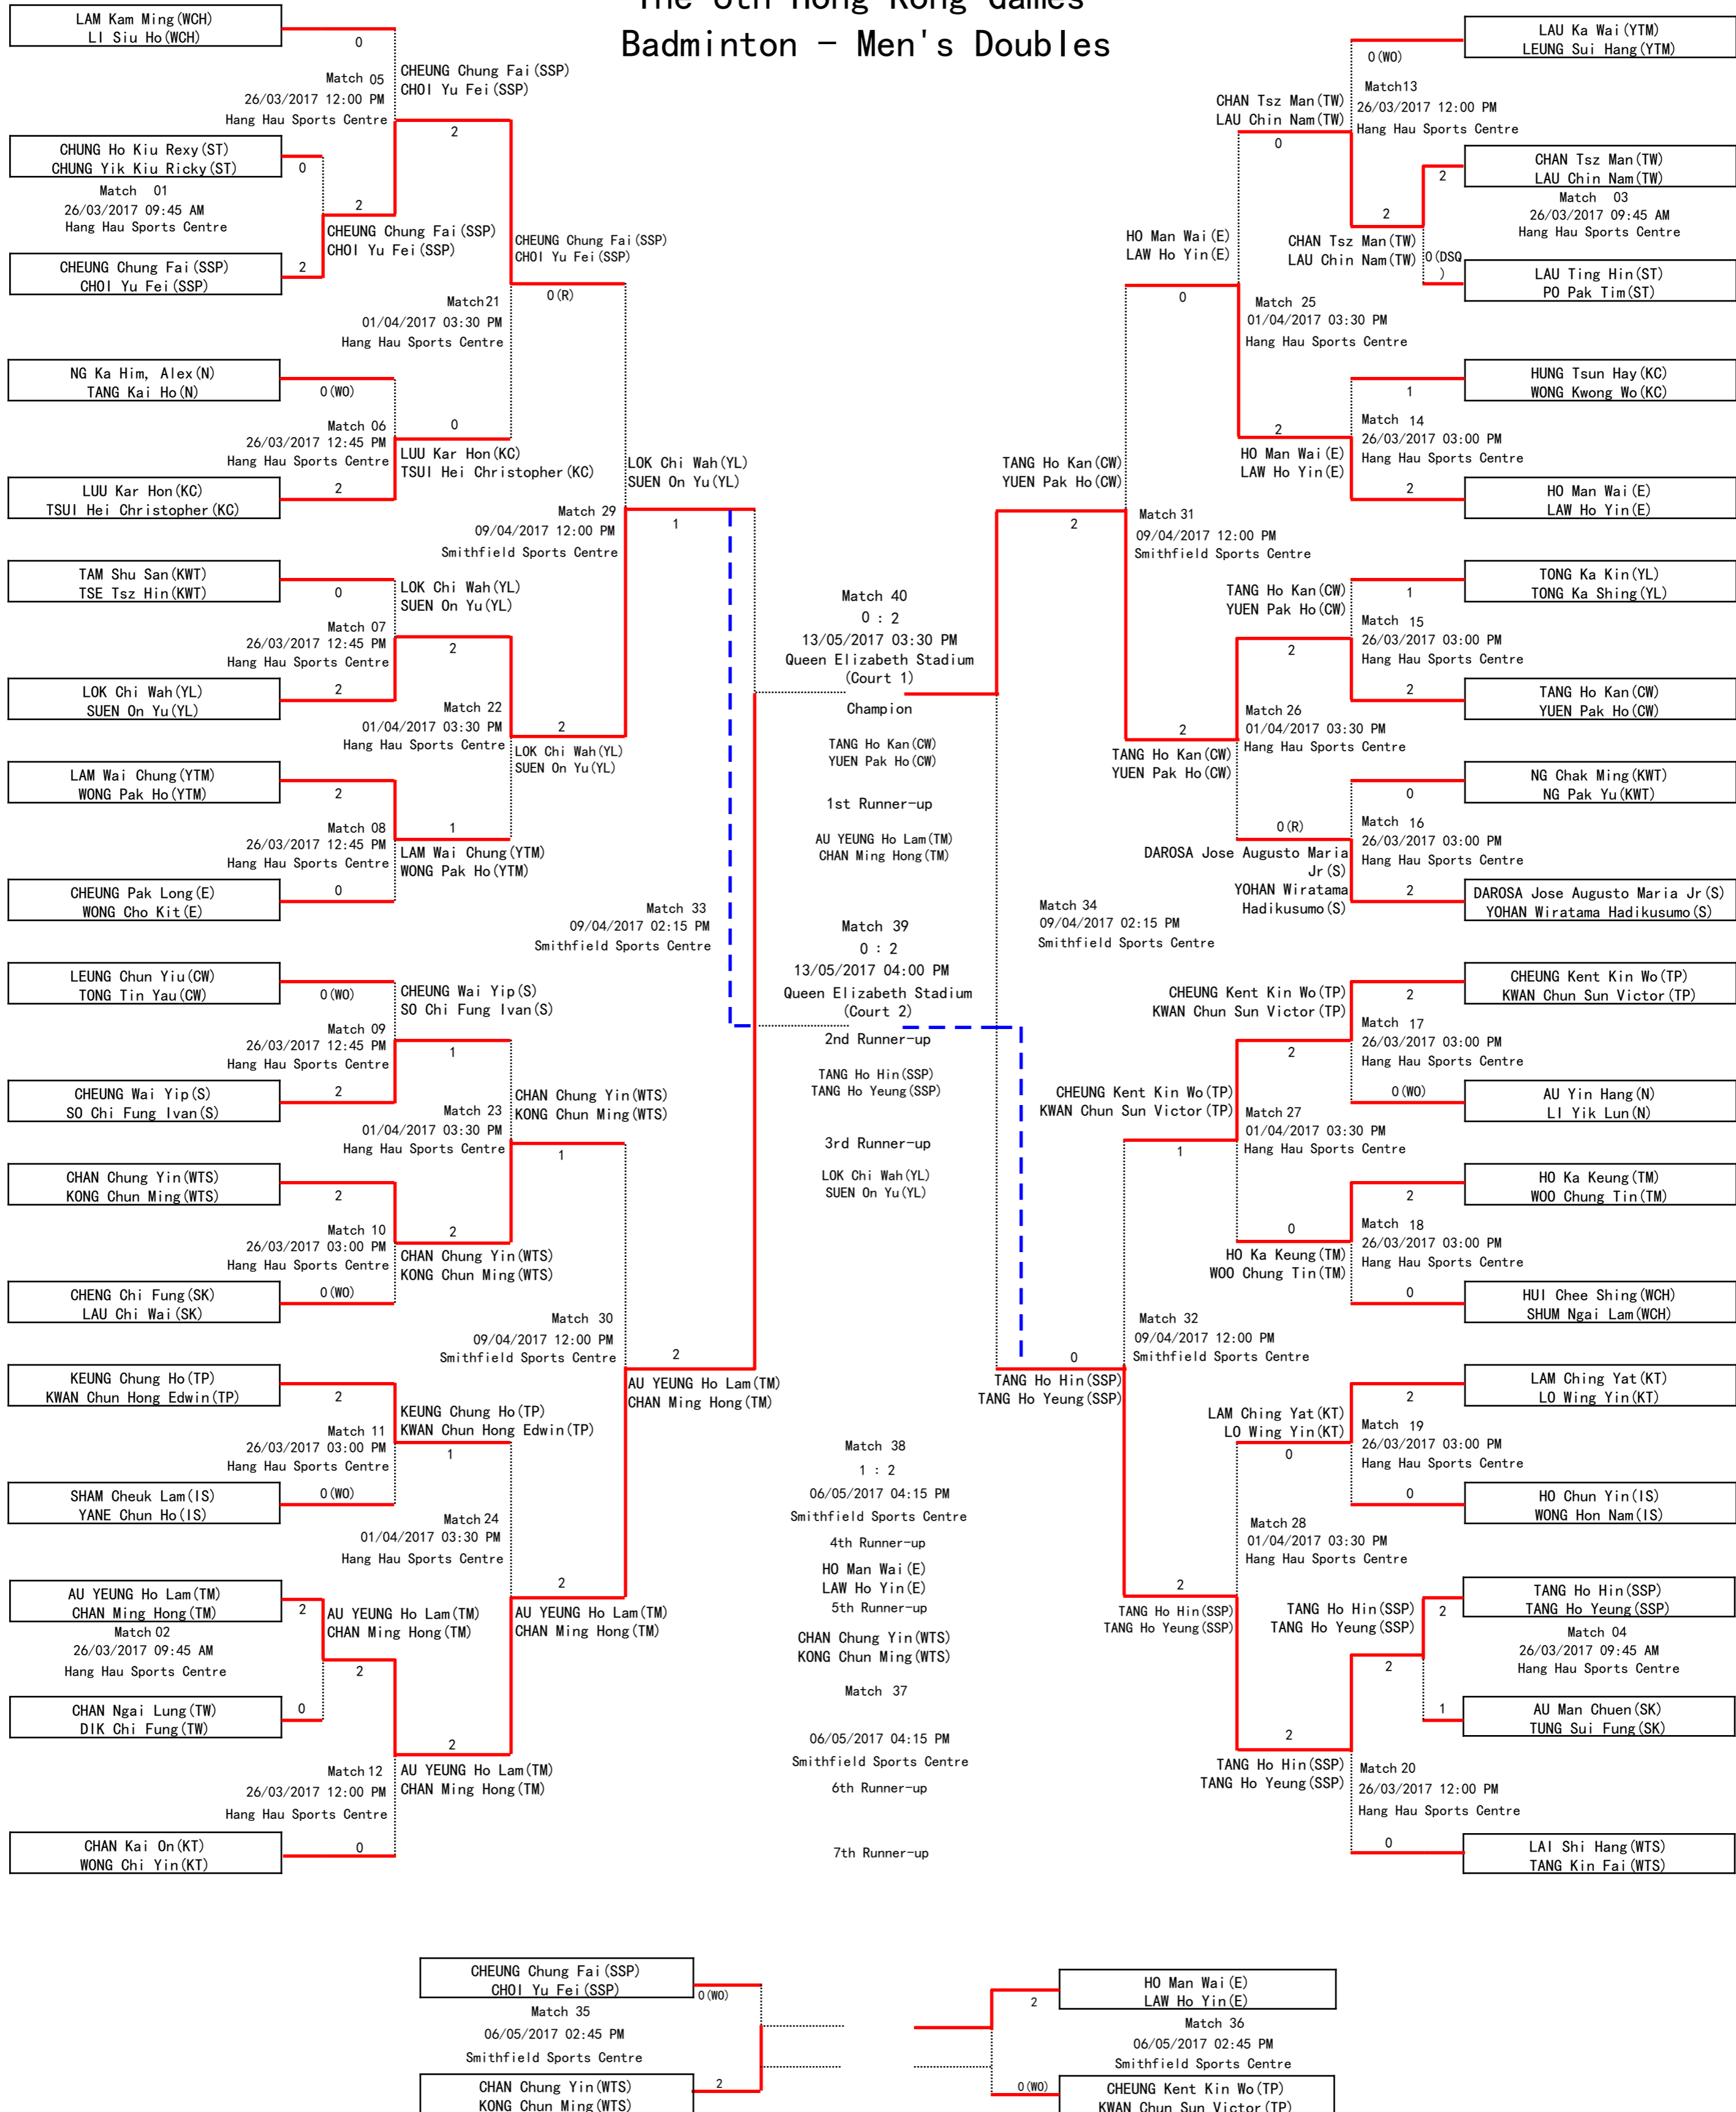 The 6th Hong Kong Games
Badminton - Men's Doubles
LAM Kam Ming(WCH)
LI Siu Ho(WCH)
0
Match 05
26/03/2017 12:00 PM
Hang Hau Sports Centre
CHEUNG Chung Fai(SSP)
CHOI Yu Fei(SSP)
2
CHUNG Ho Kiu Rexy(ST)
CHUNG Yik Kiu Ricky(ST)
0
Match 01
26/03/2017 09:45 AM
Hang Hau Sports Centre
2
CHEUNG Chung Fai(SSP)
CHOI Yu Fei(SSP)
CHEUNG Chung Fai(SSP)
CHOI Yu Fei(SSP)
2
CHEUNG Chung Fai(SSP)
CHOI Yu Fei(SSP)
0(R)
Match21
01/04/2017 03:30 PM
Hang Hau Sports Centre
NG Ka Him, Alex(N)
TANG Kai Ho(N)
0(WO)
Match 06
26/03/2017 12:45 PM
Hang Hau Sports Centre
0
LUU Kar Hon(KC)
TSUI Hei Christopher(KC)
LUU Kar Hon(KC)
TSUI Hei Christopher(KC)
2
LOK Chi Wah(YL)
SUEN On Yu(YL)
1
Match 29
09/04/2017 12:00 PM
Smithfield Sports Centre
TAM Shu San(KWT)
TSE Tsz Hin(KWT)
0
LOK Chi Wah(YL)
SUEN On Yu(YL)
2
Match 07
26/03/2017 12:45 PM
Hang Hau Sports Centre
LOK Chi Wah(YL)
SUEN On Yu(YL)
2
Match 22
01/04/2017 03:30 PM
Hang Hau Sports Centre
2
LOK Chi Wah(YL)
SUEN On Yu(YL)
LAM Wai Chung(YTM)
WONG Pak Ho(YTM)
2
Match 08
26/03/2017 12:45 PM
Hang Hau Sports Centre
1
LAM Wai Chung(YTM)
WONG Pak Ho(YTM)
CHEUNG Pak Long(E)
WONG Cho Kit(E)
0
Match 33
09/04/2017 02:15 PM
Smithfield Sports Centre
LEUNG Chun Yiu(CW)
TONG Tin Yau(CW)
0(WO)
CHEUNG Wai Yip(S)
SO Chi Fung Ivan(S)
1
Match 09
26/03/2017 12:45 PM
Hang Hau Sports Centre
CHEUNG Wai Yip(S)
SO Chi Fung Ivan(S)
2
Match 23
01/04/2017 03:30 PM
Hang Hau Sports Centre
CHAN Chung Yin(WTS)
KONG Chun Ming(WTS)
1
CHAN Chung Yin(WTS)
KONG Chun Ming(WTS)
2
Match 10
26/03/2017 03:00 PM
Hang Hau Sports Centre
2
CHAN Chung Yin(WTS)
KONG Chun Ming(WTS)
CHENG Chi Fung(SK)
LAU Chi Wai(SK)
0(WO)
Match 30
09/04/2017 12:00 PM
Smithfield Sports Centre
2
AU YEUNG Ho Lam(TM)
CHAN Ming Hong(TM)
KEUNG Chung Ho(TP)
KWAN Chun Hong Edwin(TP)
2
KEUNG Chung Ho(TP)
KWAN Chun Hong Edwin(TP)
1
Match 11
26/03/2017 03:00 PM
Hang Hau Sports Centre
SHAM Cheuk Lam(IS)
YANE Chun Ho(IS)
0(WO)
Match 24
01/04/2017 03:30 PM
Hang Hau Sports Centre
2
AU YEUNG Ho Lam(TM)
CHAN Ming Hong(TM)
AU YEUNG Ho Lam(TM)
CHAN Ming Hong(TM)
2
Match 02
26/03/2017 09:45 AM
Hang Hau Sports Centre
AU YEUNG Ho Lam(TM)
CHAN Ming Hong(TM)
2
CHAN Ngai Lung(TW)
DIK Chi Fung(TW)
0
2
Match 12
26/03/2017 12:00 PM
Hang Hau Sports Centre
AU YEUNG Ho Lam(TM)
CHAN Ming Hong(TM)
CHAN Kai On(KT)
WONG Chi Yin(KT)
0
Match 40
0 : 2
13/05/2017 03:30 PM
Queen Elizabeth Stadium
(Court 1)
Champion
TANG Ho Kan(CW)
YUEN Pak Ho(CW)
1st Runner-up
AU YEUNG Ho Lam(TM)
CHAN Ming Hong(TM)
Match 39
0 : 2
13/05/2017 04:00 PM
Queen Elizabeth Stadium
(Court 2)
2nd Runner-up
TANG Ho Hin(SSP)
TANG Ho Yeung(SSP)
3rd Runner-up
LOK Chi Wah(YL)
SUEN On Yu(YL)
Match 38
1 : 2
06/05/2017 04:15 PM
Smithfield Sports Centre
4th Runner-up
HO Man Wai(E)
LAW Ho Yin(E)
5th Runner-up
CHAN Chung Yin(WTS)
KONG Chun Ming(WTS)
Match 37
06/05/2017 04:15 PM
Smithfield Sports Centre
6th Runner-up
7th Runner-up
LAU Ka Wai(YTM)
LEUNG Sui Hang(YTM)
0(WO)
Match13
26/03/2017 12:00 PM
Hang Hau Sports Centre
CHAN Tsz Man(TW)
LAU Chin Nam(TW)
0
CHAN Tsz Man(TW)
LAU Chin Nam(TW)
2
Match 03
26/03/2017 09:45 AM
Hang Hau Sports Centre
2
CHAN Tsz Man(TW)
LAU Chin Nam(TW)
0(DSQ
)
LAU Ting Hin(ST)
PO Pak Tim(ST)
HO Man Wai(E)
LAW Ho Yin(E)
0
Match 25
01/04/2017 03:30 PM
Hang Hau Sports Centre
HUNG Tsun Hay(KC)
WONG Kwong Wo(KC)
1
Match 14
26/03/2017 03:00 PM
Hang Hau Sports Centre
2
HO Man Wai(E)
LAW Ho Yin(E)
2
HO Man Wai(E)
LAW Ho Yin(E)
TANG Ho Kan(CW)
YUEN Pak Ho(CW)
2
Match 31
09/04/2017 12:00 PM
Smithfield Sports Centre
TONG Ka Kin(YL)
TONG Ka Shing(YL)
1
TANG Ho Kan(CW)
YUEN Pak Ho(CW)
2
Match 15
26/03/2017 03:00 PM
Hang Hau Sports Centre
2
TANG Ho Kan(CW)
YUEN Pak Ho(CW)
Match 26
01/04/2017 03:30 PM
Hang Hau Sports Centre
2
TANG Ho Kan(CW)
YUEN Pak Ho(CW)
NG Chak Ming(KWT)
NG Pak Yu(KWT)
0
Match 16
26/03/2017 03:00 PM
Hang Hau Sports Centre
0(R)
DAROSA Jose Augusto Maria
Jr(S)
YOHAN Wiratama
Hadikusumo(S)
2
DAROSA Jose Augusto Maria Jr(S)
YOHAN Wiratama Hadikusumo(S)
Match 34
09/04/2017 02:15 PM
Smithfield Sports Centre
CHEUNG Kent Kin Wo(TP)
KWAN Chun Sun Victor(TP)
2
CHEUNG Kent Kin Wo(TP)
KWAN Chun Sun Victor(TP)
2
Match 17
26/03/2017 03:00 PM
Hang Hau Sports Centre
0(WO)
AU Yin Hang(N)
LI Yik Lun(N)
CHEUNG Kent Kin Wo(TP)
KWAN Chun Sun Victor(TP)
1
Match 27
01/04/2017 03:30 PM
Hang Hau Sports Centre
HO Ka Keung(TM)
WOO Chung Tin(TM)
2
Match 18
26/03/2017 03:00 PM
Hang Hau Sports Centre
0
HO Ka Keung(TM)
WOO Chung Tin(TM)
0
HUI Chee Shing(WCH)
SHUM Ngai Lam(WCH)
Match 32
09/04/2017 12:00 PM
Smithfield Sports Centre
0
TANG Ho Hin(SSP)
TANG Ho Yeung(SSP)
LAM Ching Yat(KT)
LO Wing Yin(KT)
2
LAM Ching Yat(KT)
LO Wing Yin(KT)
0
Match 19
26/03/2017 03:00 PM
Hang Hau Sports Centre
0
HO Chun Yin(IS)
WONG Hon Nam(IS)
Match 28
01/04/2017 03:30 PM
Hang Hau Sports Centre
2
TANG Ho Hin(SSP)
TANG Ho Yeung(SSP)
TANG Ho Hin(SSP)
TANG Ho Yeung(SSP)
2
TANG Ho Hin(SSP)
TANG Ho Yeung(SSP)
2
Match 04
26/03/2017 09:45 AM
Hang Hau Sports Centre
1
AU Man Chuen(SK)
TUNG Sui Fung(SK)
2
TANG Ho Hin(SSP)
TANG Ho Yeung(SSP)
Match 20
26/03/2017 12:00 PM
Hang Hau Sports Centre
0
LAI Shi Hang(WTS)
TANG Kin Fai(WTS)
CHEUNG Chung Fai(SSP)
CHOI Yu Fei(SSP)
0(WO)
Match 35
06/05/2017 02:45 PM
Smithfield Sports Centre
CHAN Chung Yin(WTS)
KONG Chun Ming(WTS)
2
HO Man Wai(E)
LAW Ho Yin(E)
2
Match 36
06/05/2017 02:45 PM
Smithfield Sports Centre
0(WO)
CHEUNG Kent Kin Wo(TP)
KWAN Chun Sun Victor(TP)